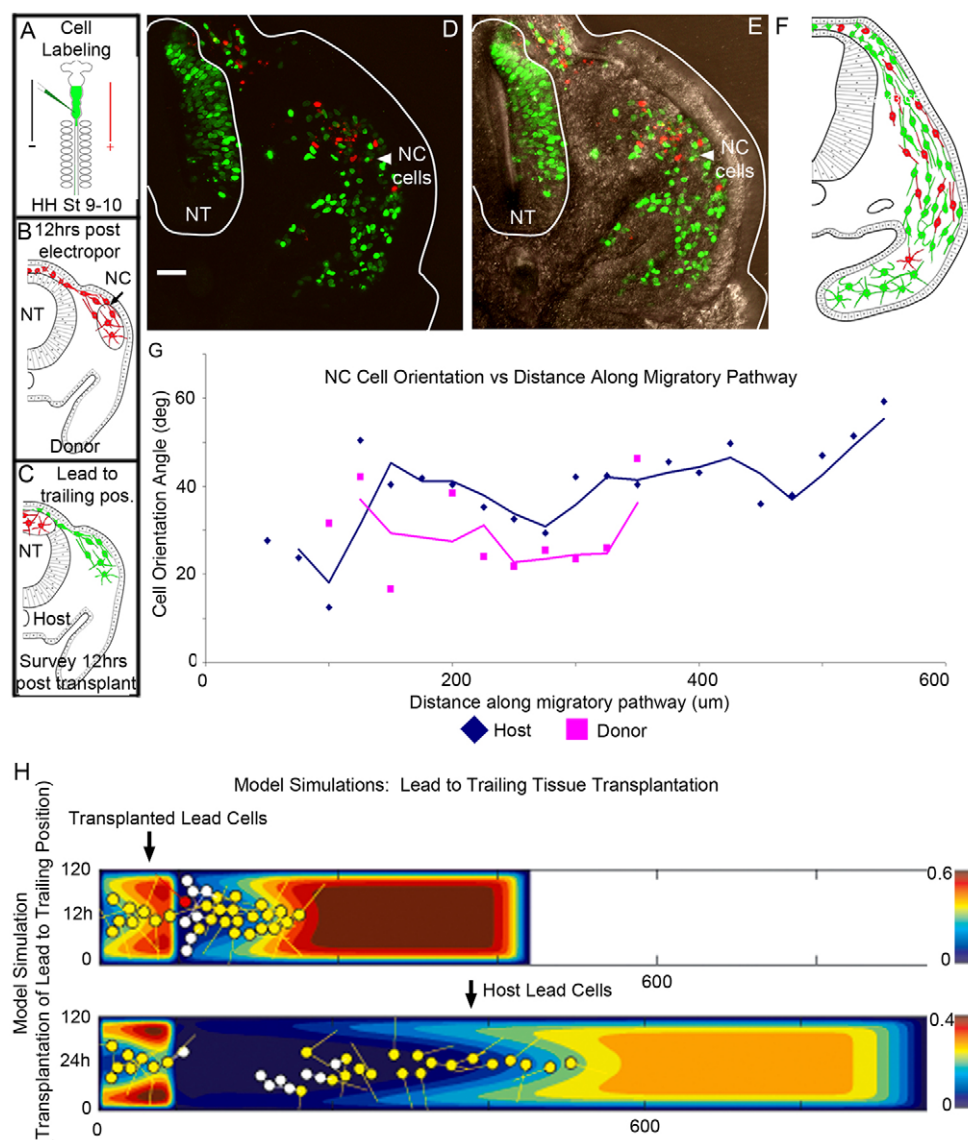 A
Cell
Labeling
-
+
HH St 9-10
B
12hrs post
electropor
NC
NT
Donor
C
Lead to
trailing pos.
NT
Host
Survey 12hrs
post transplant
D
NC
cells
NT
E
NC
cells
NT
F
G
NC Cell Orientation vs Distance Along Migratory Pathway
Cell Orientation Angle (deg)
60
40
20
0
0 200 400 600
Distance along migratory pathway (um)
Host Donor
H
Model Simulations: Lead to Trailing Tissue Transplantation
Transplanted Lead Cells
Model Simulation
Transplantation of Lead to Trailing Position)
120
12h
0
600
0.6
0
Host Lead Cells
120
24h
0
0
600
0.4
0